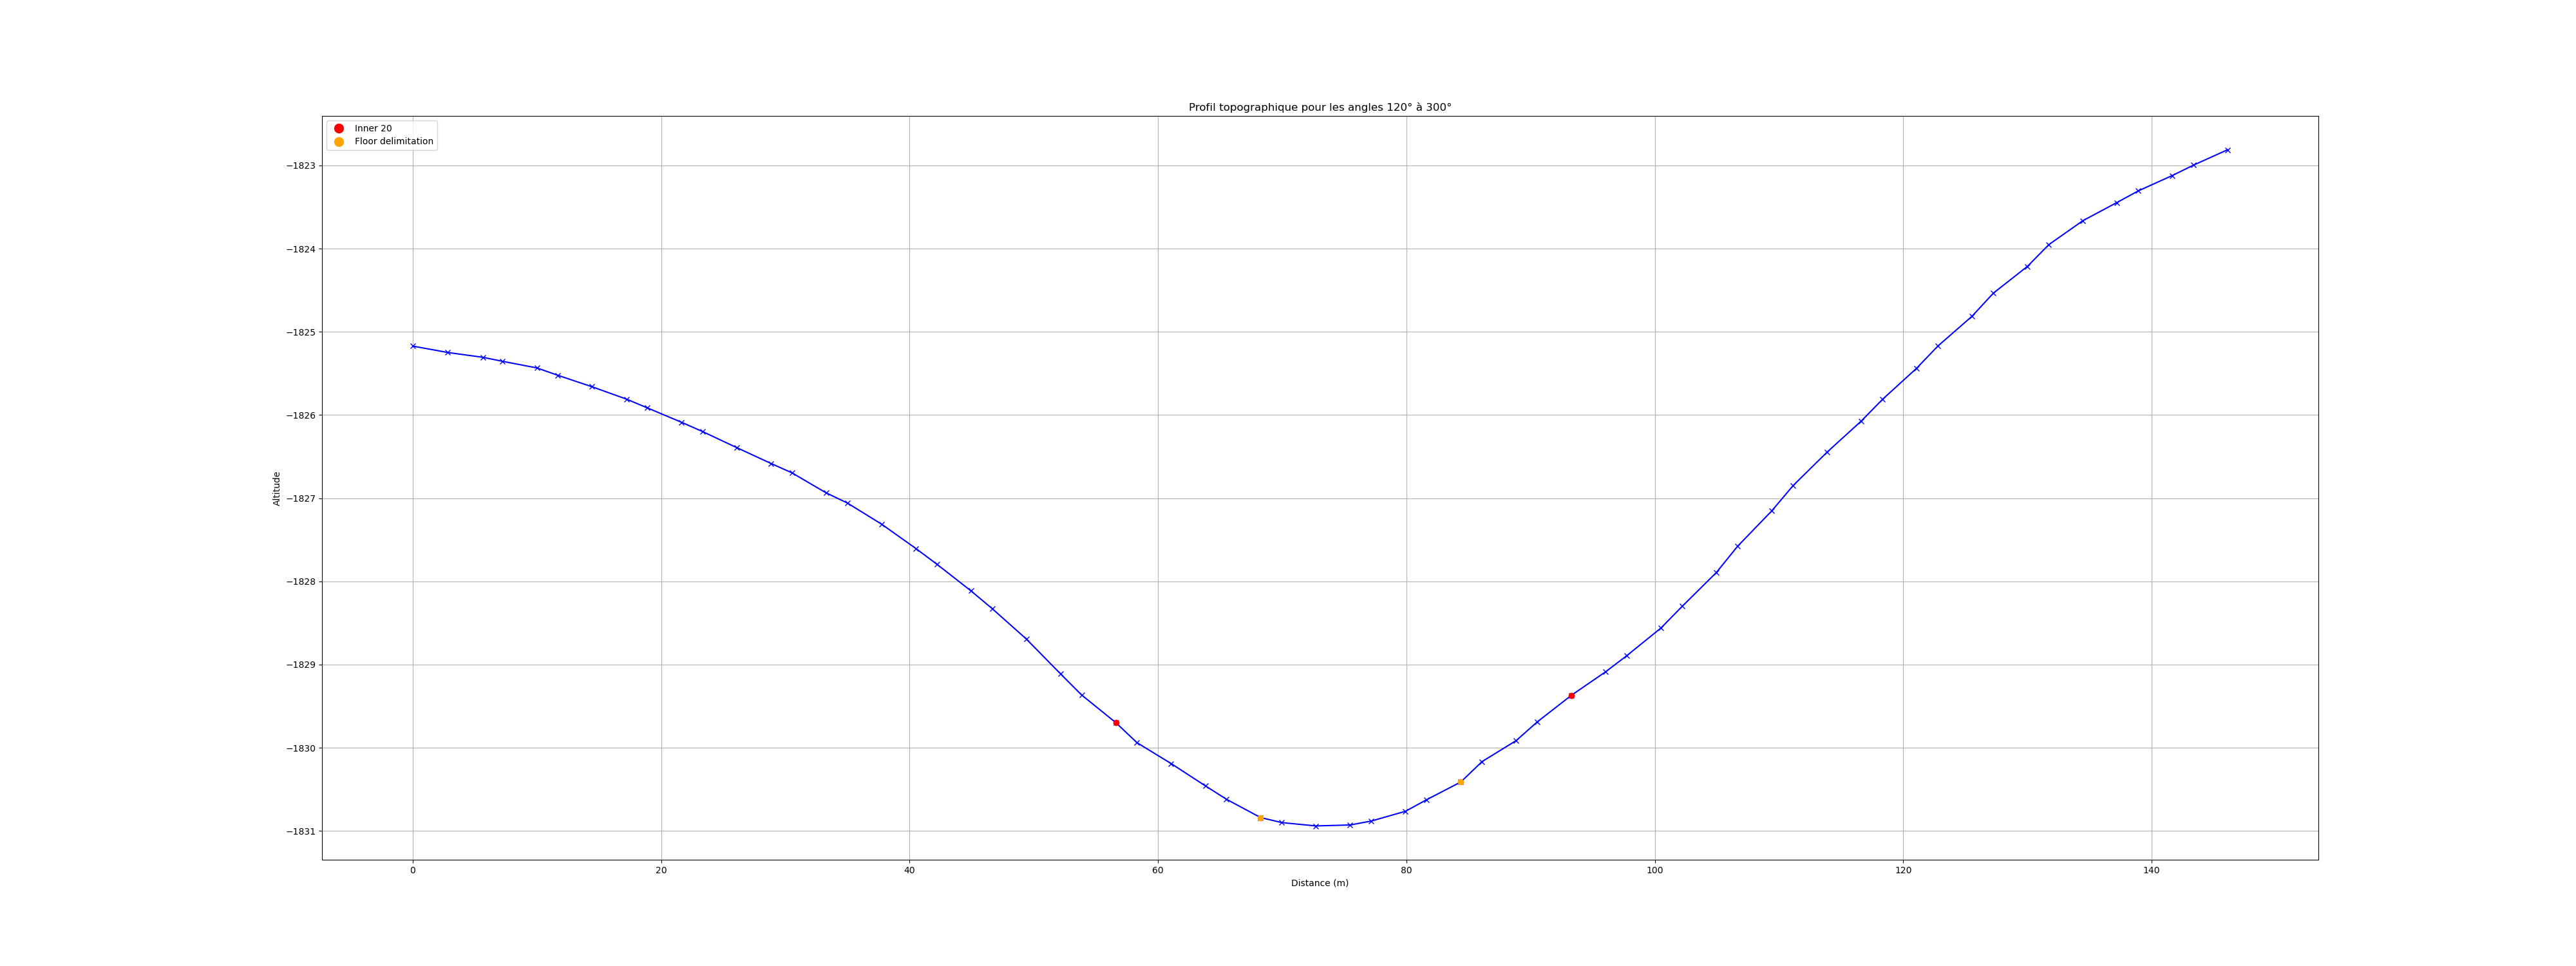 Profil topographique pour les angles 120° à 300°
Inner 20
Floor delimitation
−1823
−1824
−1825
−1826
−1827
−1828
−1829
−1830
−1831
Altitude
0 20 40 60 80 100 120 140
Distance (m)